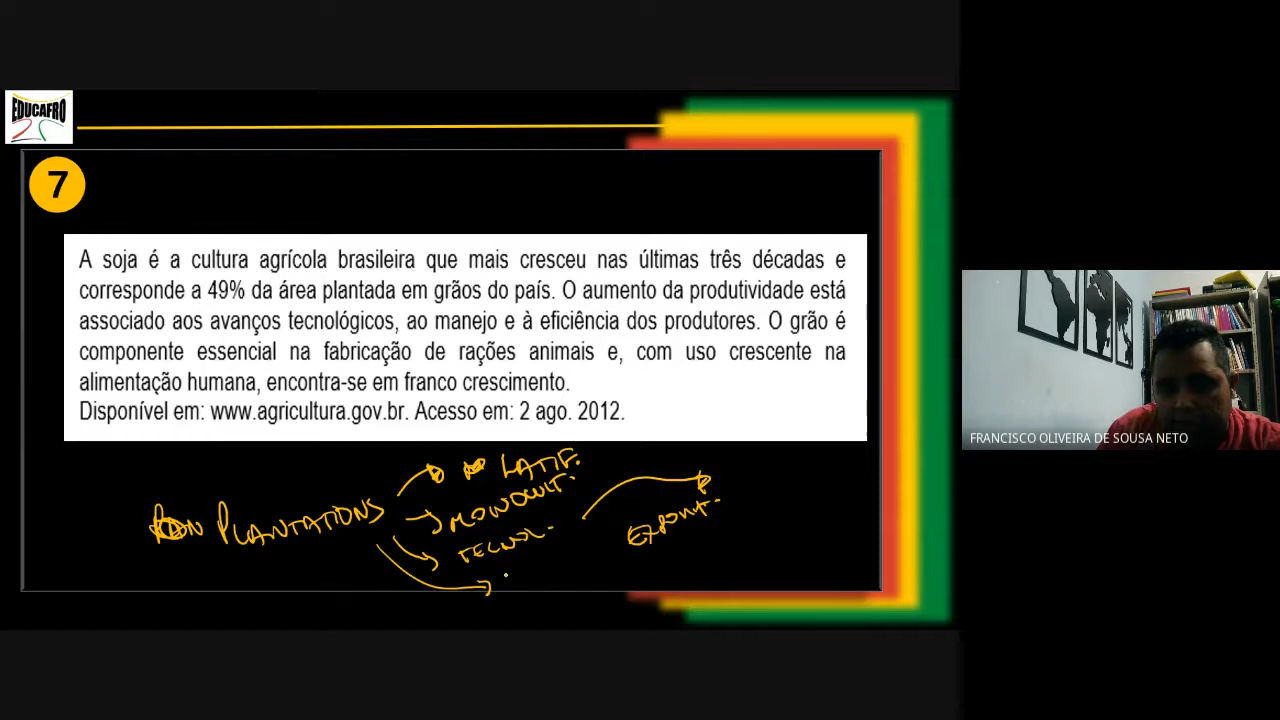 EDUCAFRO
7
A soja é a cultura agrícola brasileira que mais cresceu nas últimas três décadas e
corresponde a 49% da área plantada em grãos do país. O aumento da produtividade está
associado aos avanços tecnológicos, ao manejo e à eficiência dos produtores. O grão é
componente essencial na fabricação de rações animais e, com uso crescente na
alimentação humana, encontra-se em franco crescimento.
Disponível em: www.agricultura.gov.br. Acesso em: 2 ago. 2012.
FRANCISCO OLIVEIRA DE SOUSA NETO
LATIF.
PLANTATIONS
MONOCULT.
TECNOL.
EXPORT.